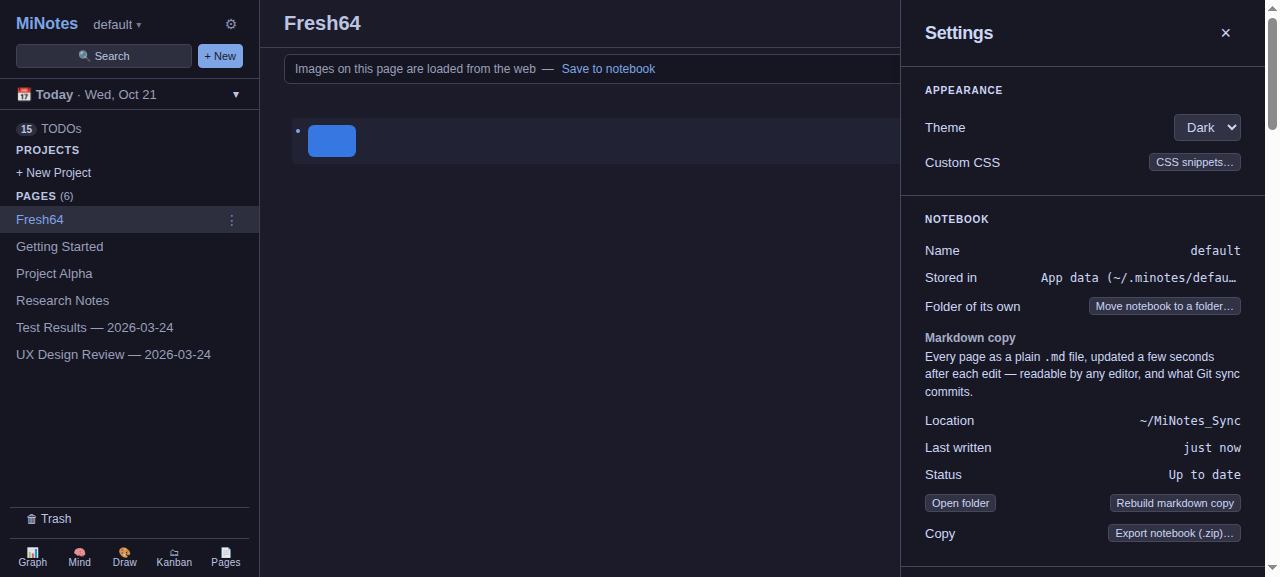 MiNotes default ▾ ⚙
🔍 Search + New
📅 Today · Wed, Oct 21 ▼
15 TODOs
PROJECTS
+ New Project
PAGES (6)
Fresh64 ⋮
Getting Started
Project Alpha
Research Notes
Test Results — 2026-03-24
UX Design Review — 2026-03-24
🗑 Trash
Graph Mind Draw Kanban Pages
Fresh64
Images on this page are loaded from the web — Save to notebook
Settings ×
APPEARANCE
Theme Dark
Custom CSS CSS snippets…
NOTEBOOK
Name default
Stored in App data (~/.minotes/defau…
Folder of its own Move notebook to a folder…
Markdown copy
Every page as a plain .md file, updated a few seconds
after each edit — readable by any editor, and what Git sync
commits.
Location ~/MiNotes_Sync
Last written just now
Status Up to date
Open folder Rebuild markdown copy
Copy Export notebook (.zip)…